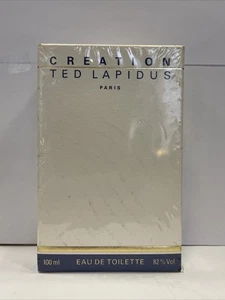 CREATION
TED LAPIDUS
PARIS
100 ml EAU DE TOILETTE 82 % Vol